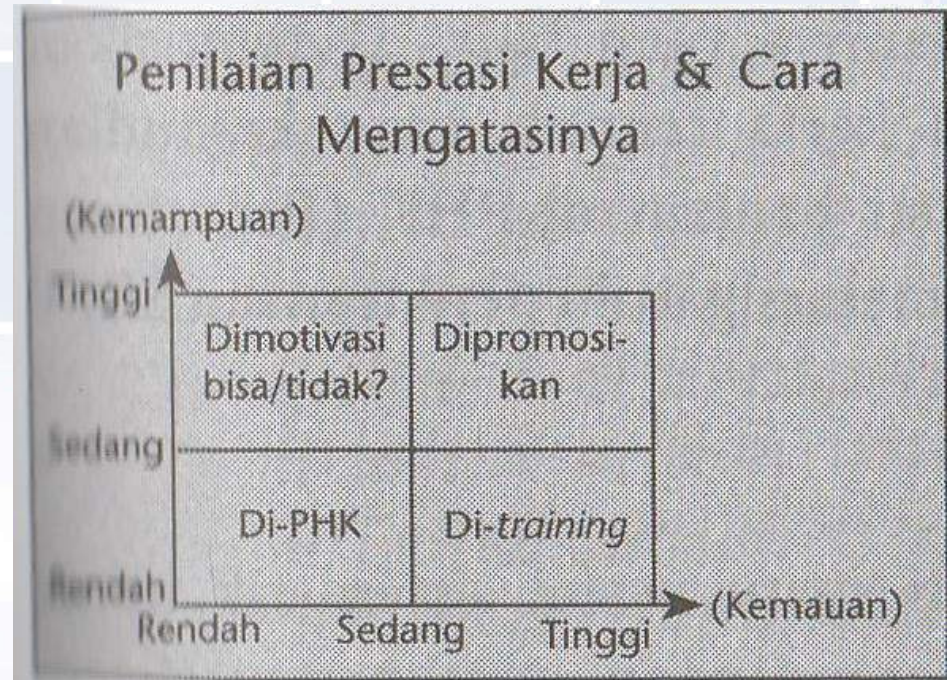 Penilaian Prestasi Kerja & Cara
Mengatasinya
(Kemampuan)
Tinggi
Dimotivasi
bisa/tidak?
Dipromosi-
kan
Sedang
Di-PHK
Di-training
Rendah
Rendah
Sedang
Tinggi
(Kemauan)